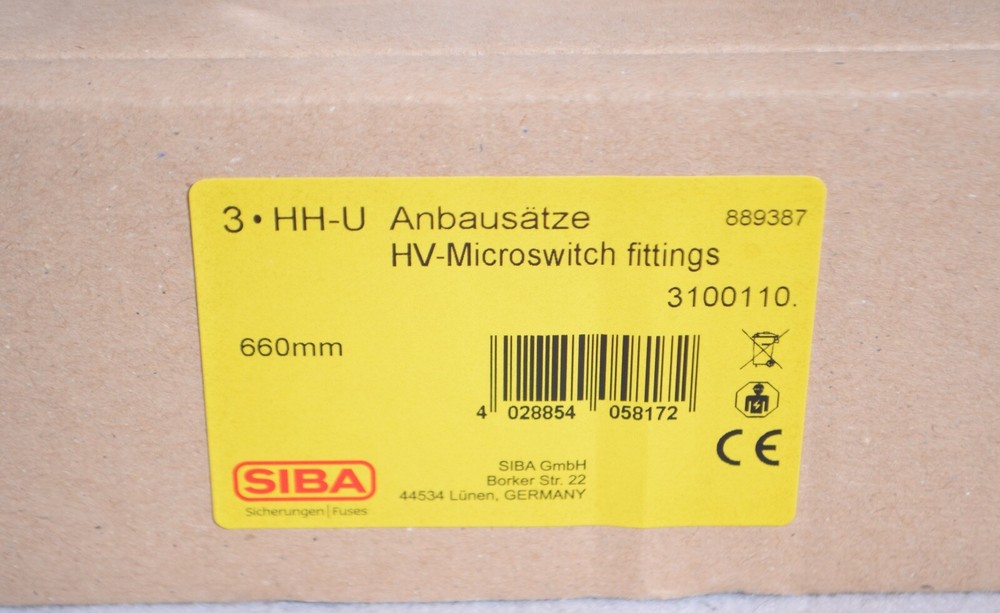 3 • HH-U Anbausätze 889387
HV-Microswitch fittings
3100110.
660mm
4 028854 058172
SIBA
Sicherungen|Fuses
SIBA GmbH
Borker Str. 22
44534 Lünen, GERMANY
CE